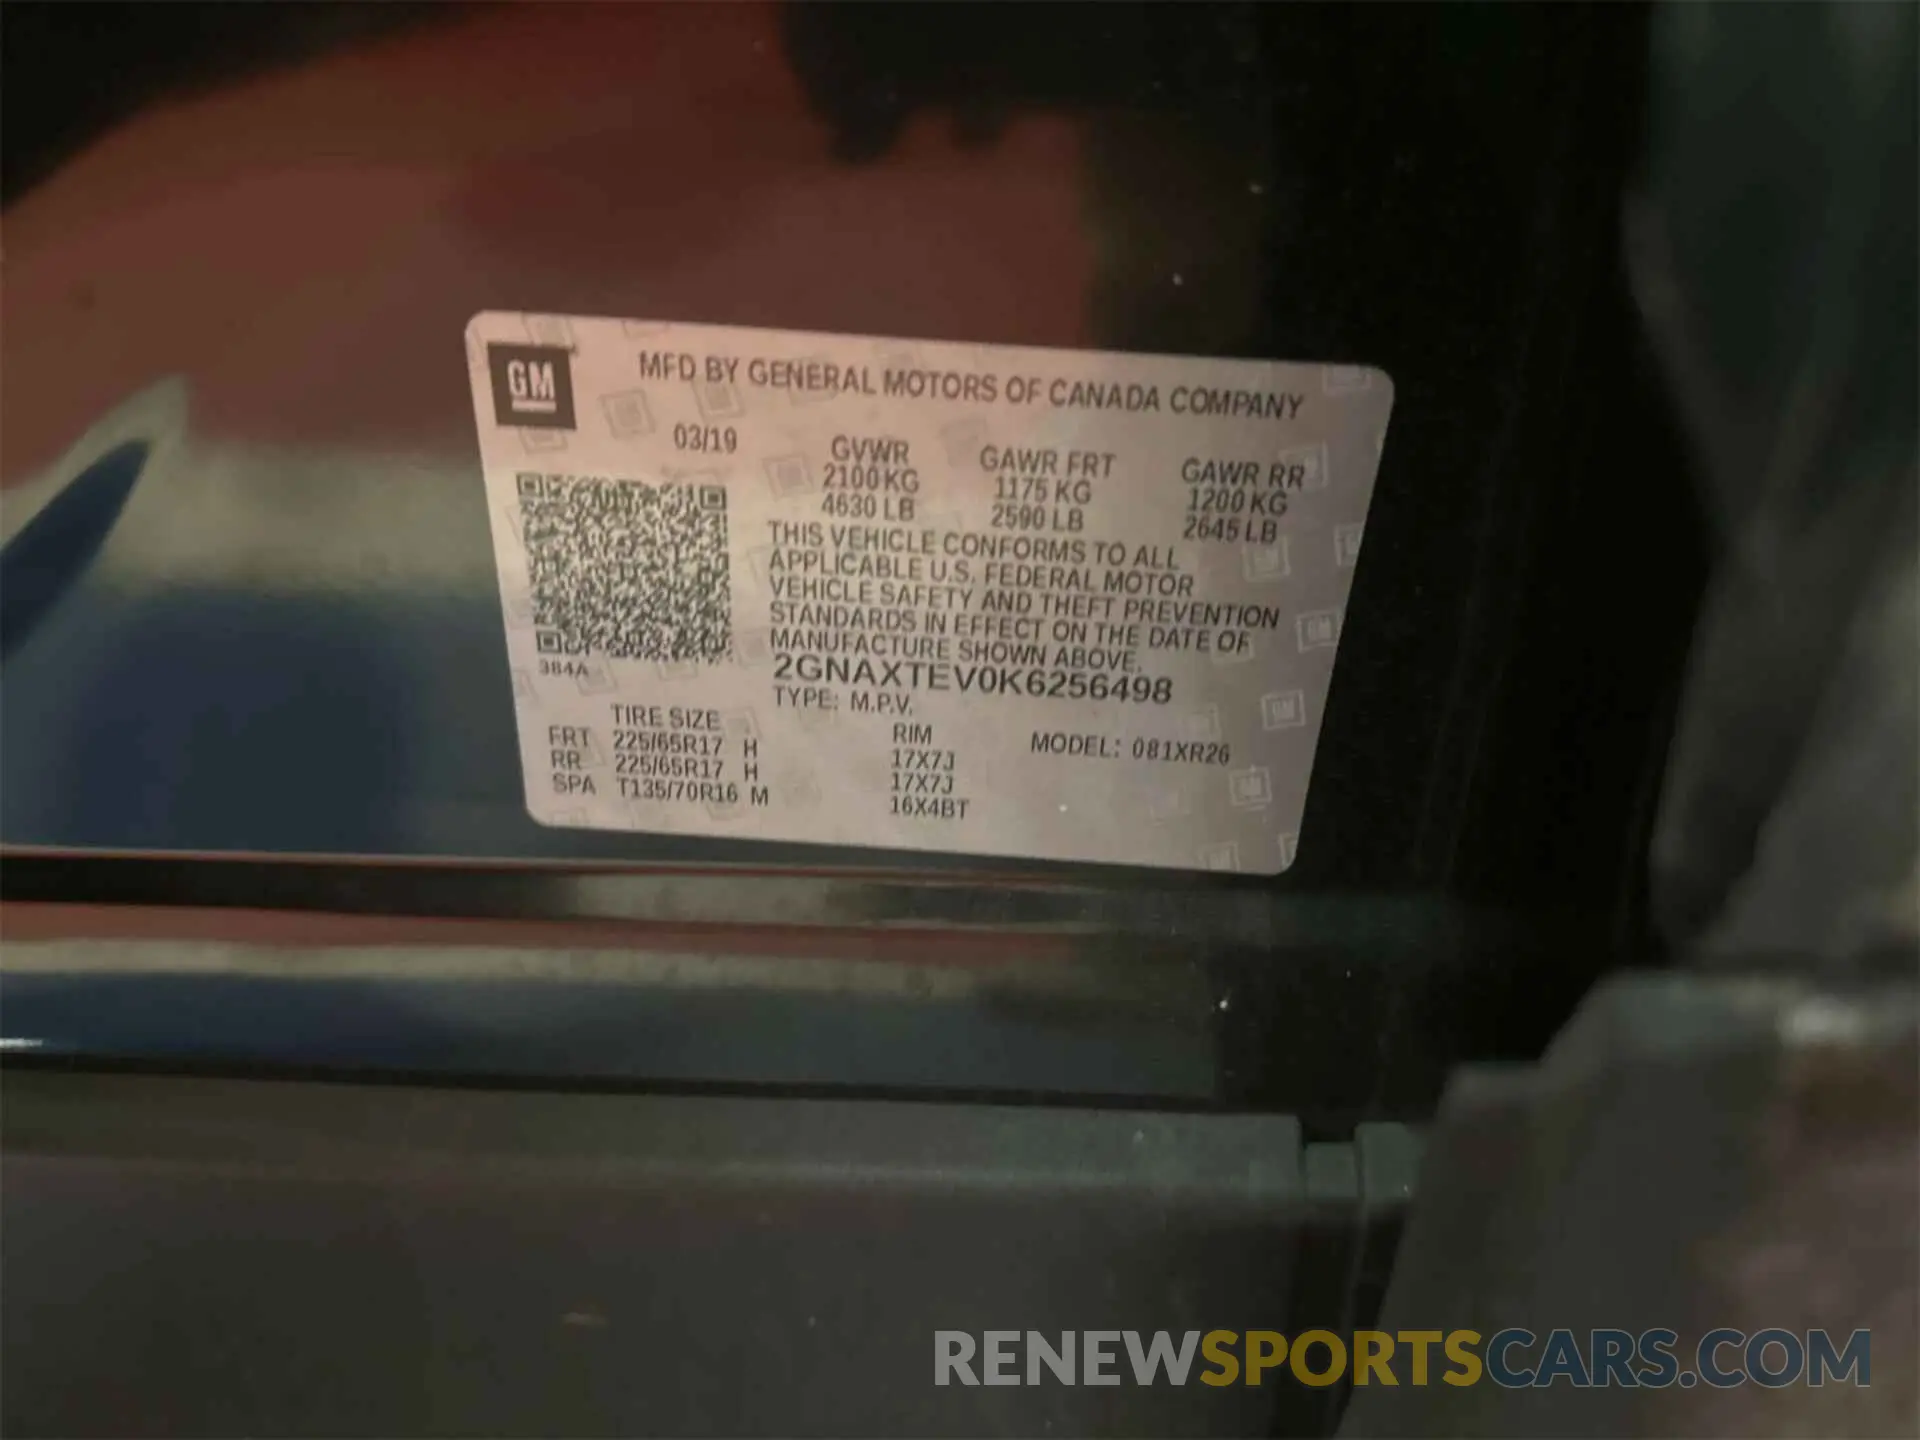 GM
MFD BY GENERAL MOTORS OF CANADA COMPANY
03/19
GVWR
2100 KG
4630 LB
GAWR FRT
1175 KG
2590 LB
GAWR RR
1200 KG
2645 LB
THIS VEHICLE CONFORMS TO ALL
APPLICABLE U.S. FEDERAL MOTOR
VEHICLE SAFETY AND THEFT PREVENTION
STANDARDS IN EFFECT ON THE DATE OF
MANUFACTURE SHOWN ABOVE.
384A
2GNAXTEV0K6256498
TYPE: M.P.V.
TIRE SIZE RIM MODEL: 081XR26
FRT 225/65R17 H 17X7J
RR 225/65R17 H 17X7J
SPA T135/70R16 M 16X4BT
RENEWSPORTSCARS.COM